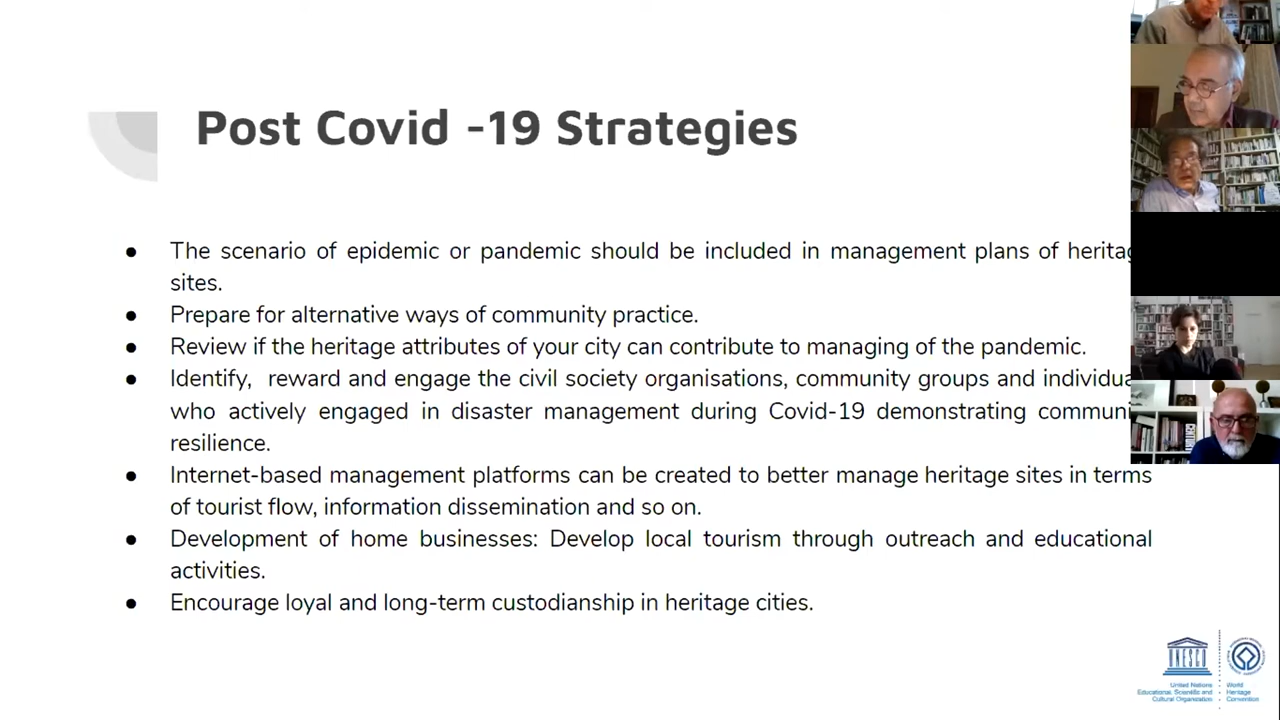 Post Covid -19 Strategies
● The scenario of epidemic or pandemic should be included in management plans of
sites.
● Prepare for alternative ways of community practice.
● Review if the heritage attributes of your city can contribute to managing of the pandemic.
● Identify, reward and engage the civil society organisations, community groups and
who actively engaged in disaster management during Covid-19 demonstrating
resilience.
● Internet-based management platforms can be created to better manage heritage sites in terms
of tourist flow, information dissemination and so on.
● Development of home businesses: Develop local tourism through outreach and educational
activities.
● Encourage loyal and long-term custodianship in heritage cities.
UNESCO
United Nations
Educational, Scientific and
Cultural Organization
World
Heritage
Convention